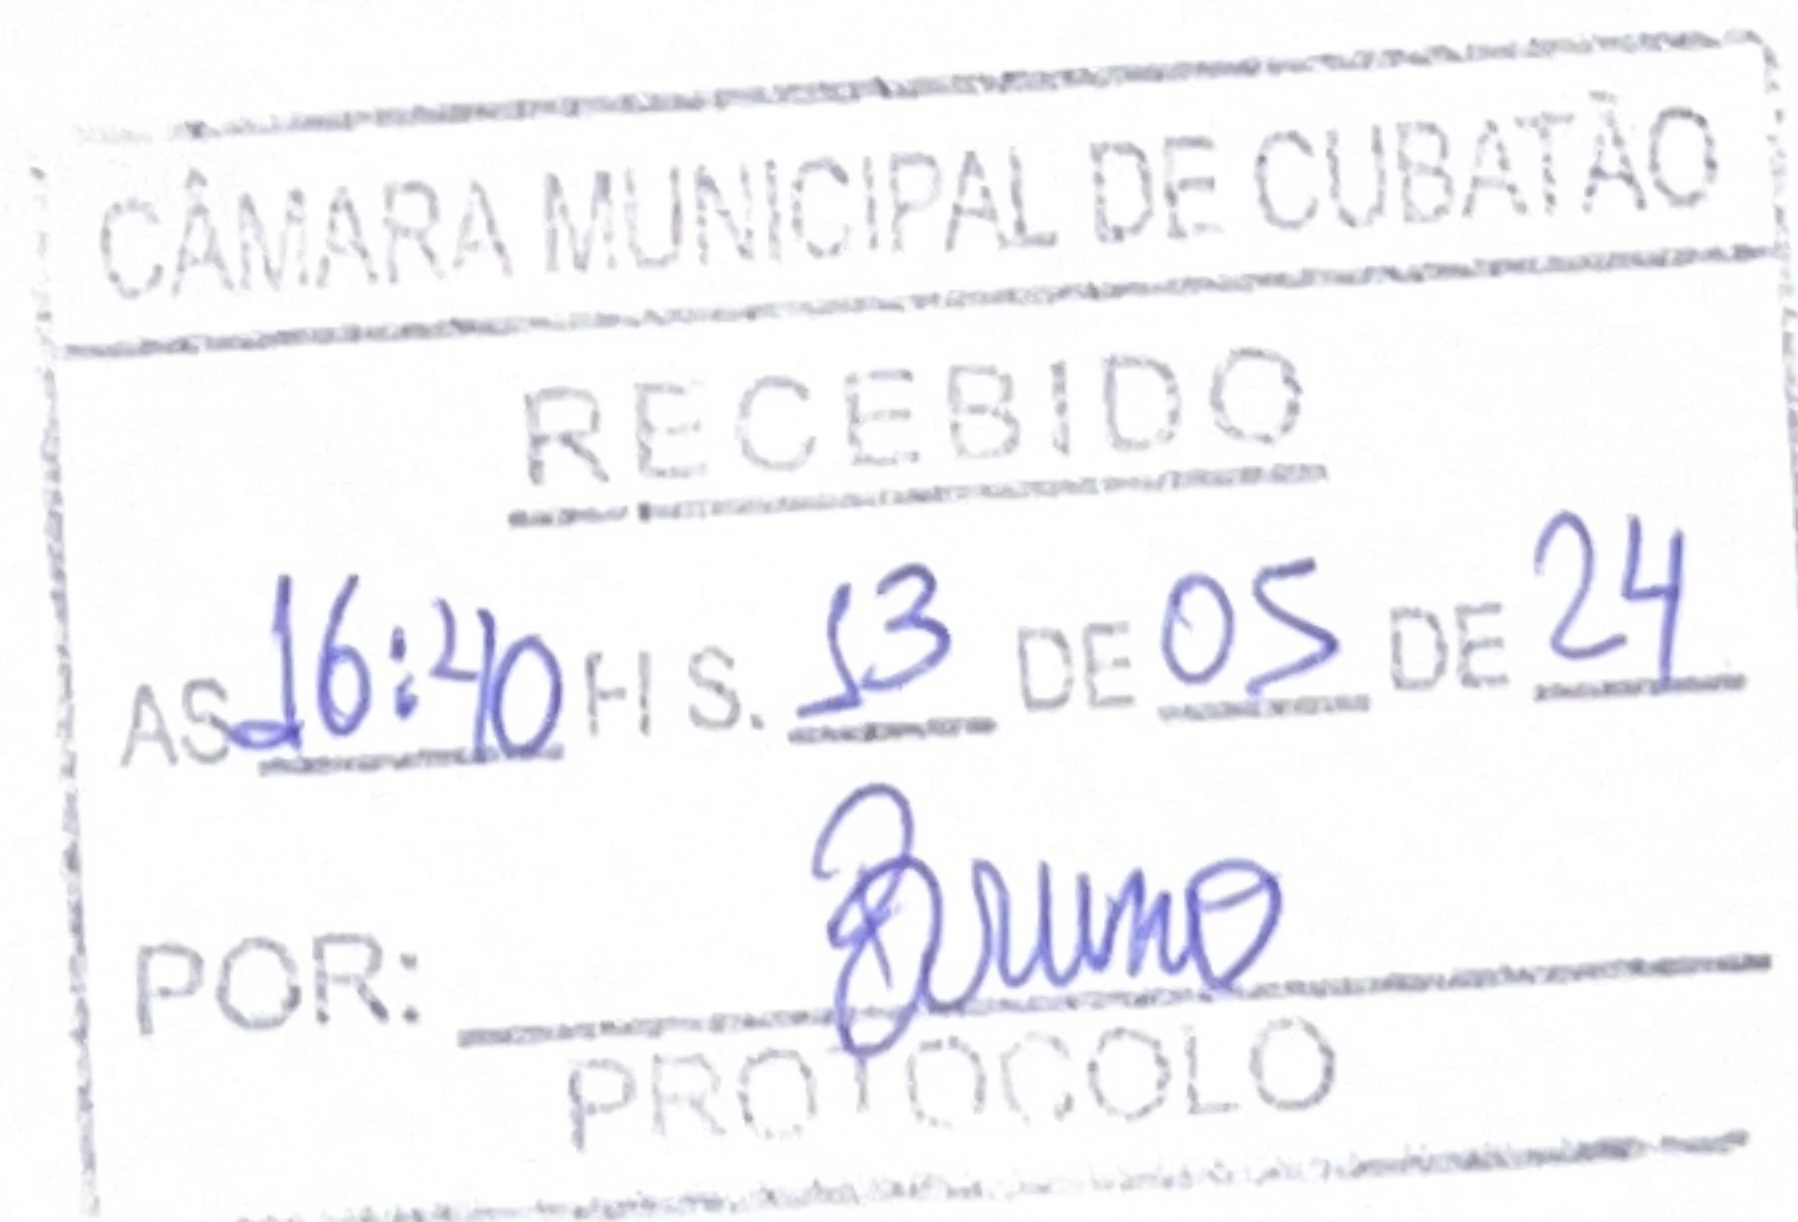 CÂMARA MUNICIPAL DE CUBATÃO
RECEBIDO
AS 16:40 HS. 13 DE 05 DE 24
POR: Bruno
PROTOCOLO